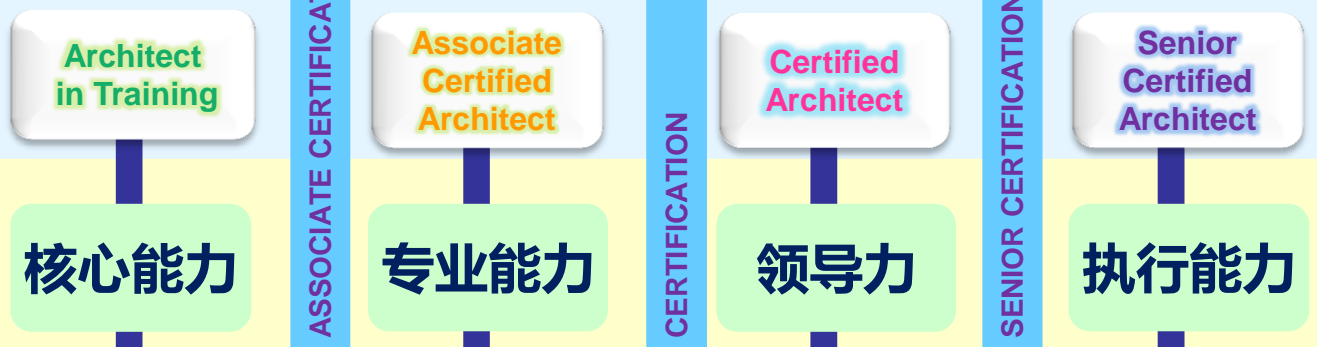 Architect
in Training
ASSOCIATE CERTIFICAT
Associate
Certified
Architect
CERTIFICATION
Certified
Architect
SENIOR CERTIFICATION
Senior
Certified
Architect
核心能力
专业能力
领导力
执行能力